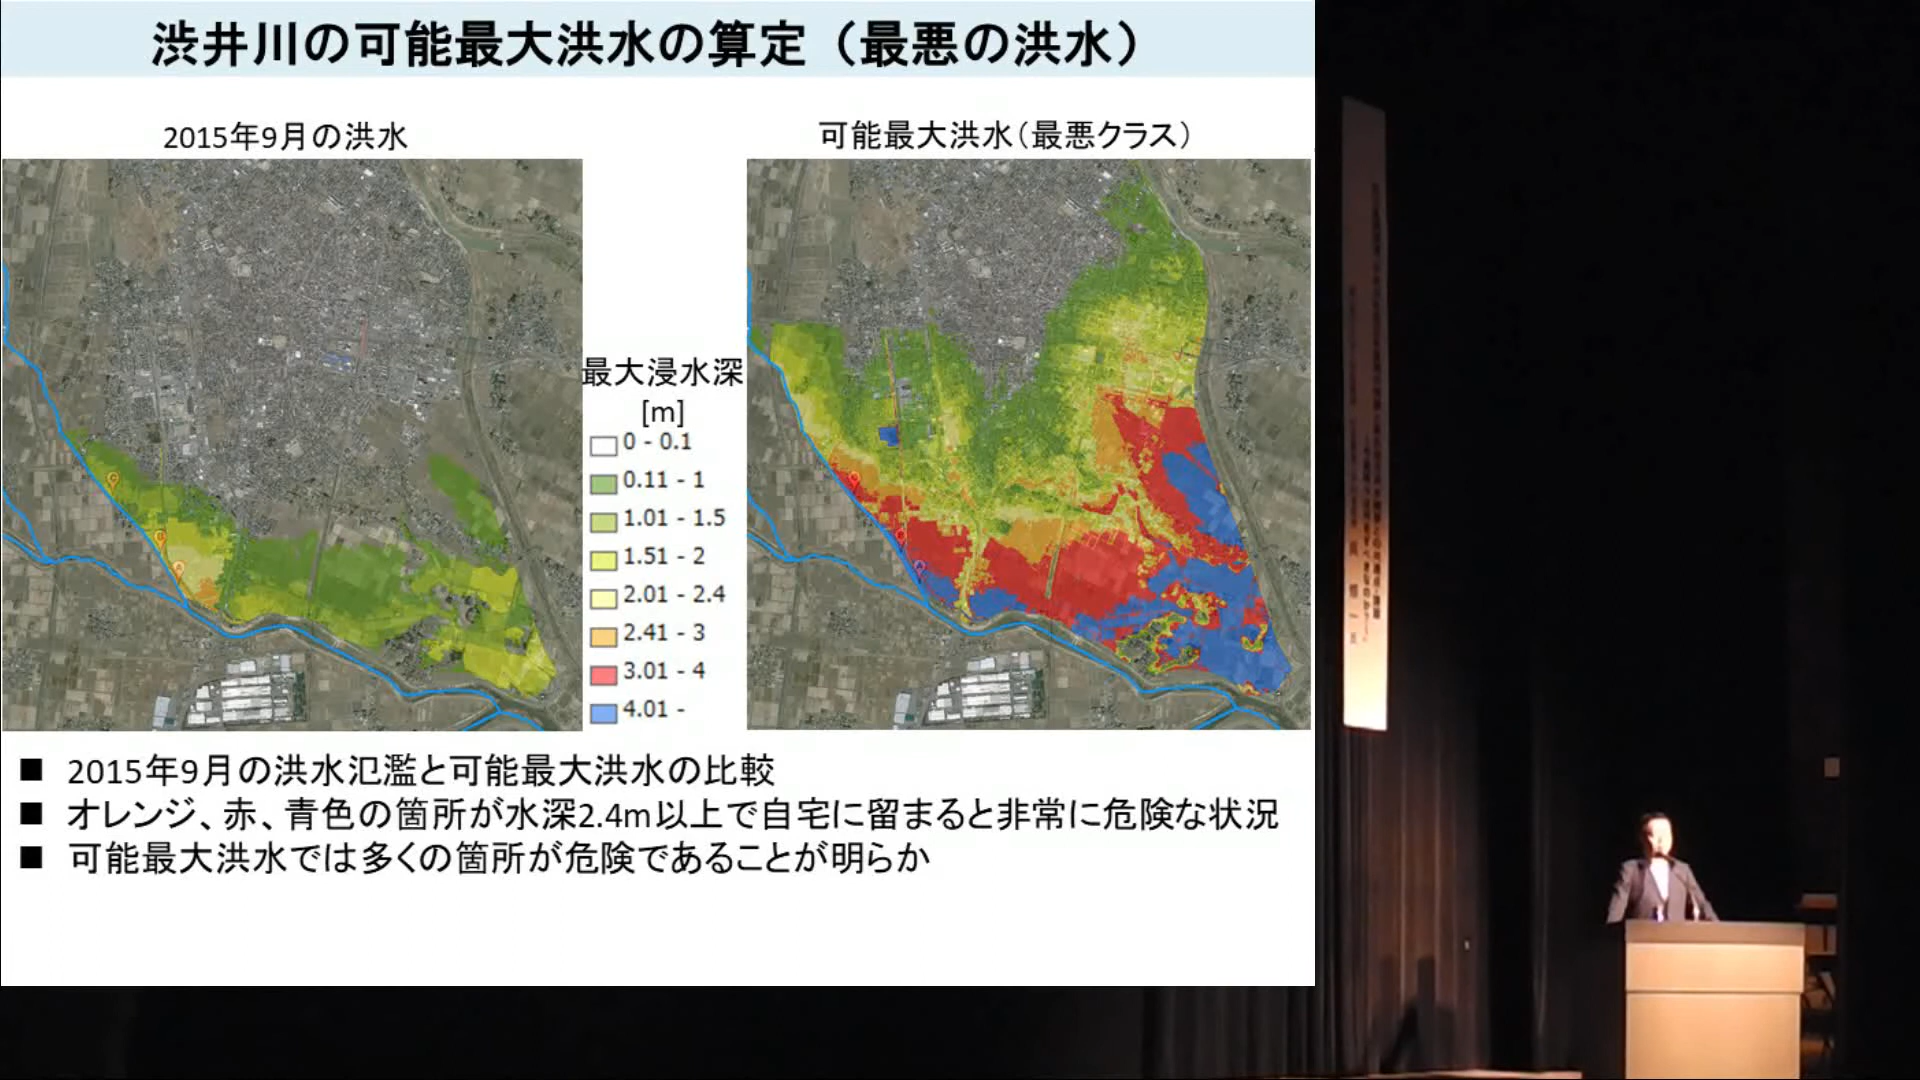 渋井川の可能最大洪水の算定（最悪の洪水）
2015年9月の洪水
可能最大洪水（最悪クラス）
最大浸水深
[m]
0 - 0.1
0.11 - 1
1.01 - 1.5
1.51 - 2
2.01 - 2.4
2.41 - 3
3.01 - 4
4.01 -
■ 2015年9月の洪水氾濫と可能最大洪水の比較
■ オレンジ、赤、青色の箇所が水深2.4m以上で自宅に留まると非常に危険な状況
■ 可能最大洪水では多くの箇所が危険であることが明らか